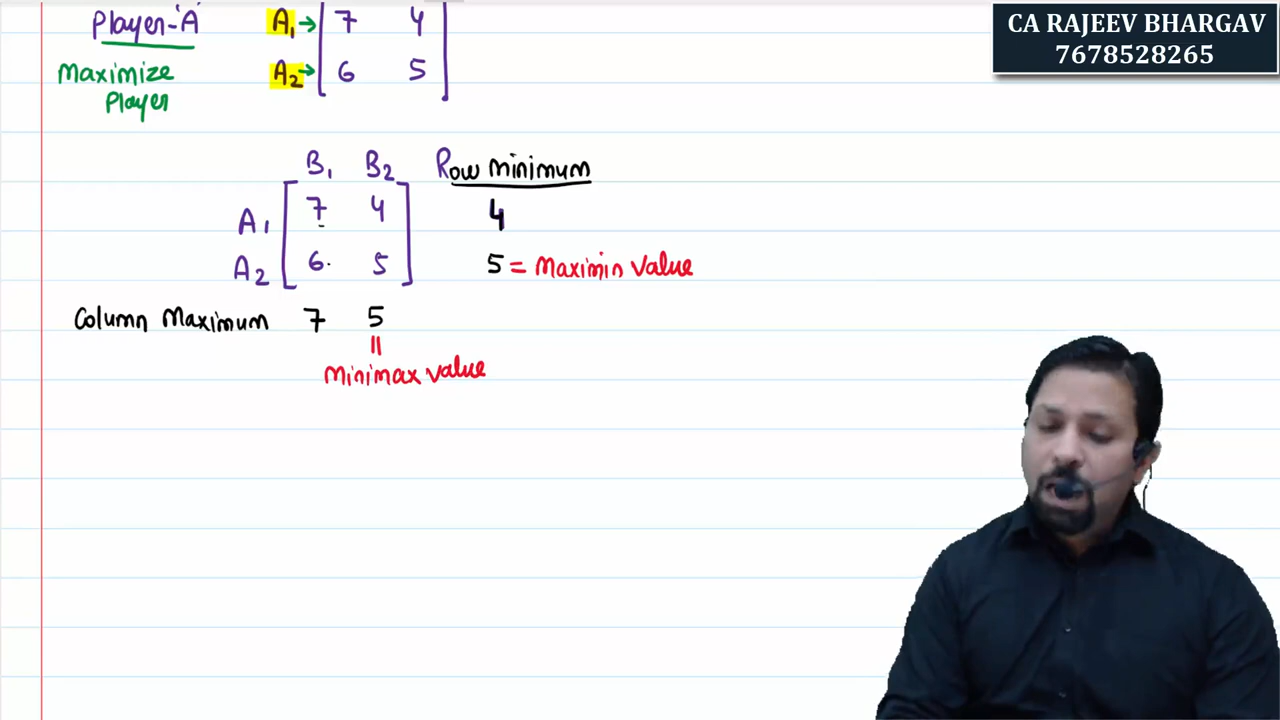 CA RAJEEV BHARGAV
7678528265
Player-'A' A1→ 7 4
Maximize A2→ 6 5
Player
B1 B2 Row minimum
A1 7 4 4
A2 6 5 5 = Maximin Value
Column Maximum 7 5
=
Minimax value